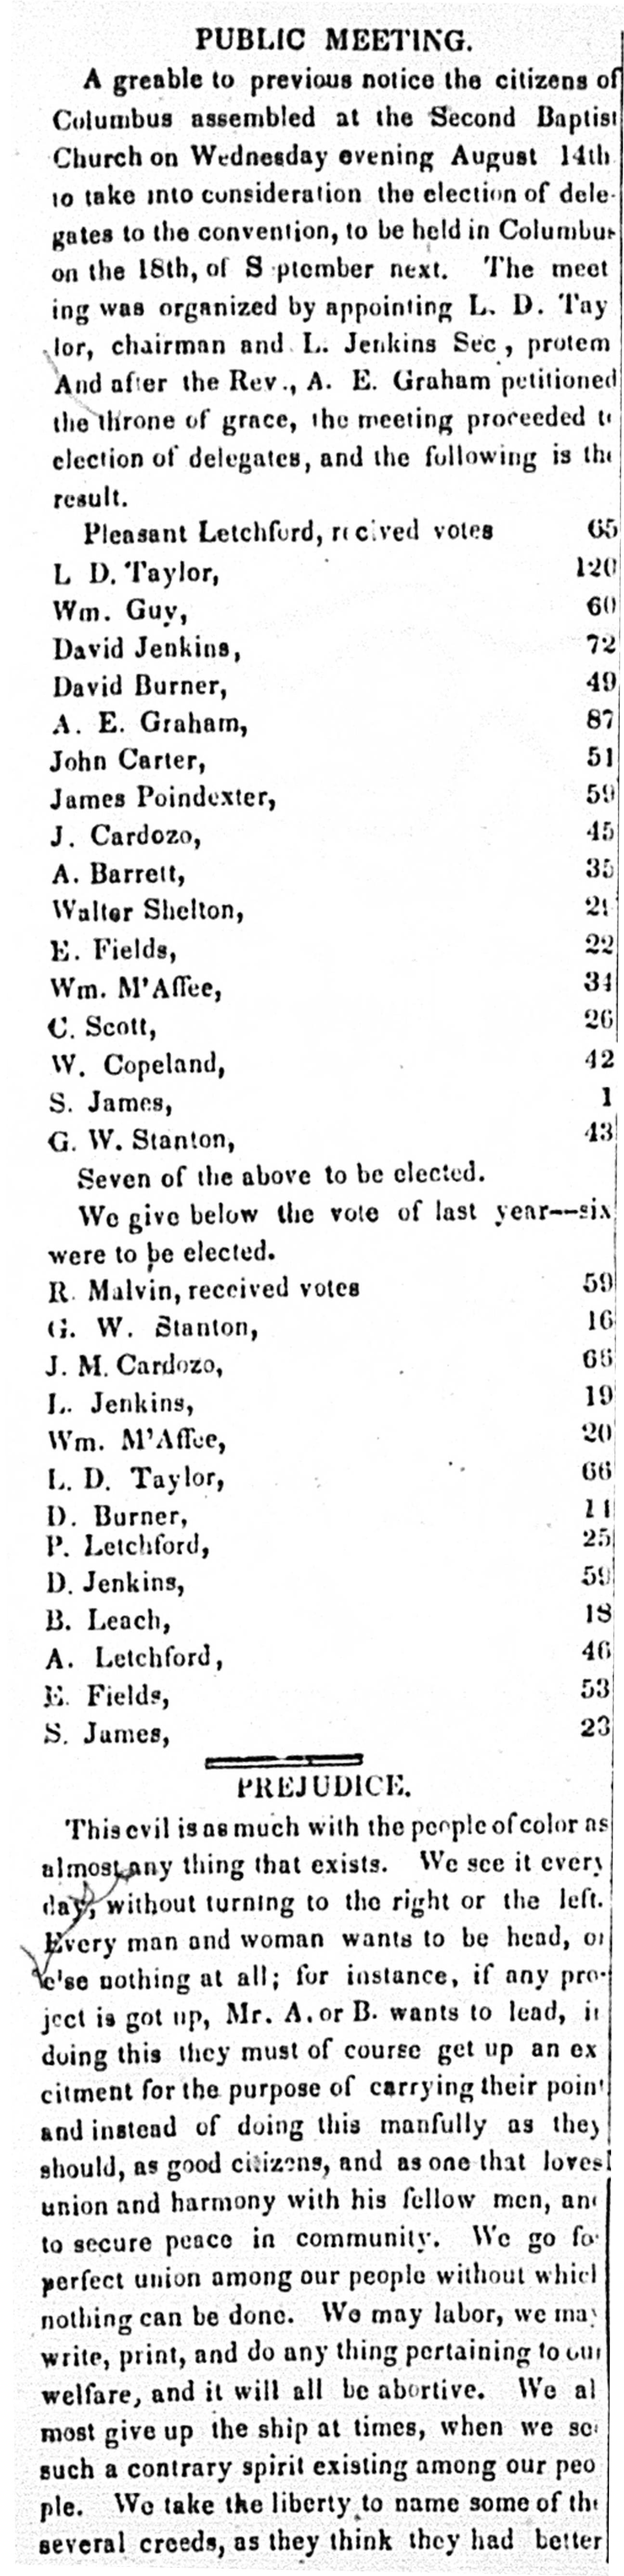 PUBLIC MEETING.
A greable to previous notice the citizens of
Columbus assembled at the Second Baptist
Church on Wednesday evening August 14th
to take into consideration the election of dele-
gates to the convention, to be held in Columbus
on the 18th, of S ptember next. The meet
ing was organized by appointing L. D. Tay
lor, chairman and L. Jenkins Sec, protem
And after the Rev., A. E. Graham petitioned
the throne of grace, the meeting proceeded t
election of delegates, and the following is the
result.
Pleasant Letchford, recived votes 65
L D. Taylor, 120
Wm. Guy, 60
David Jenkins, 72
David Burner, 49
A. E. Graham, 87
John Carter, 51
James Poindexter, 59
J. Cardozo, 45
A. Barrett, 35
Walter Shelton,
E. Fields, 22
Wm. M'Affee, 34
C. Scott, 26
W. Copeland, 42
S. James, 1
G. W. Stanton, 43
Seven of the above to be elected.
We give below the vote of last year--six
were to be elected.
R. Malvin, received votes 59
G. W. Stanton, 16
J. M. Cardozo,
L. Jenkins, 19
Wm. M'Affee, 20
L. D. Taylor, 66
D. Burner,
P. Letchford, 25
D. Jenkins, 59
B. Leach, 18
A. Letchford, 46
E. Fields, 53
S. James, 23
PREJUDICE.
This evil is as much with the people of color as
almost any thing that exists. We see it every
day, without turning to the right or the left.
Every man and woman wants to be head, or
e'se nothing at all; for instance, if any pro-
ject is got up, Mr. A. or B. wants to lead, i
doing this they must of course get up an ex
citment for the purpose of carrying their point
and instead of doing this manfully as they
should, as good citizens, and as one that loves
union and harmony with his fellow men, and
to secure peace in community. We go fo
perfect union among our people without which
nothing can be done. We may labor, we may
write, print, and do any thing pertaining to our
welfare, and it will all be abortive. We al
most give up the ship at times, when we see
such a contrary spirit existing among our peo
ple. We take the liberty to name some of the
several creeds, as they think they had better